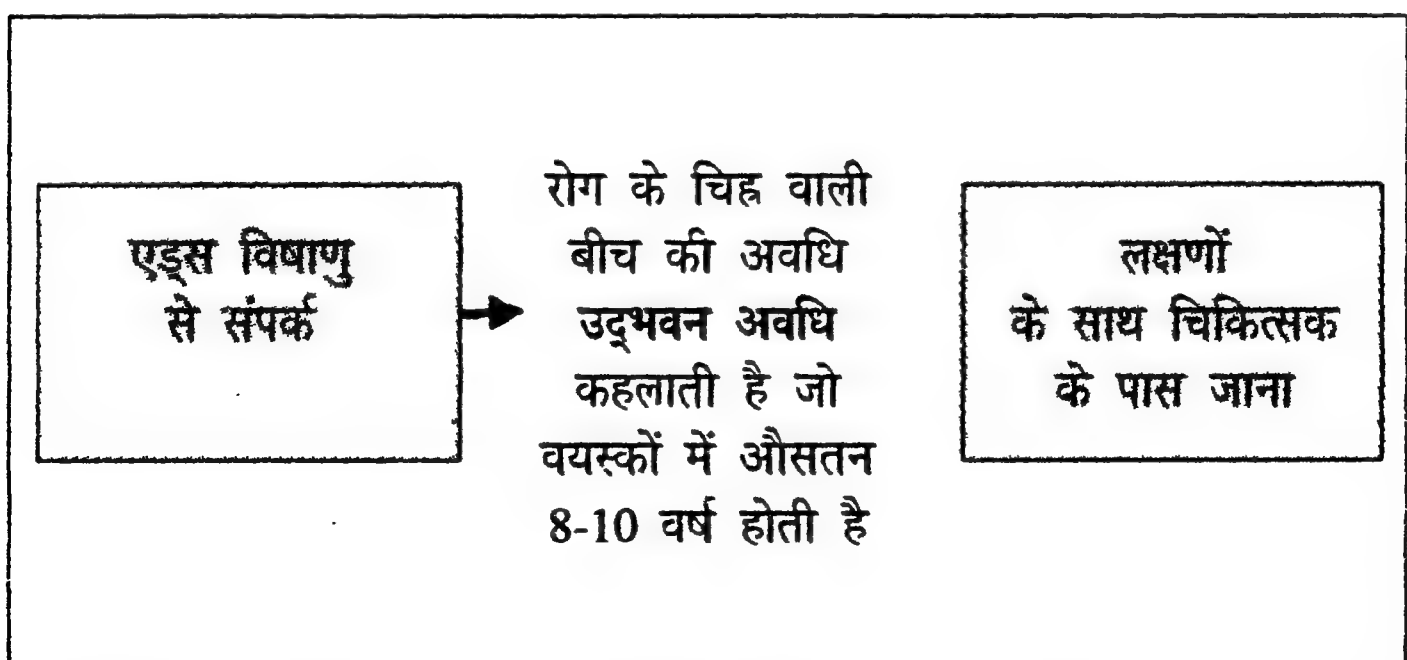 एड्स विषाणु
से संपर्क
रोग के चिह्न वाली
बीच की अवधि
उद्भवन अवधि
कहलाती है जो
वयस्कों में औसतन
8-10 वर्ष होती है
लक्षणों
के साथ चिकित्सक
के पास जाना